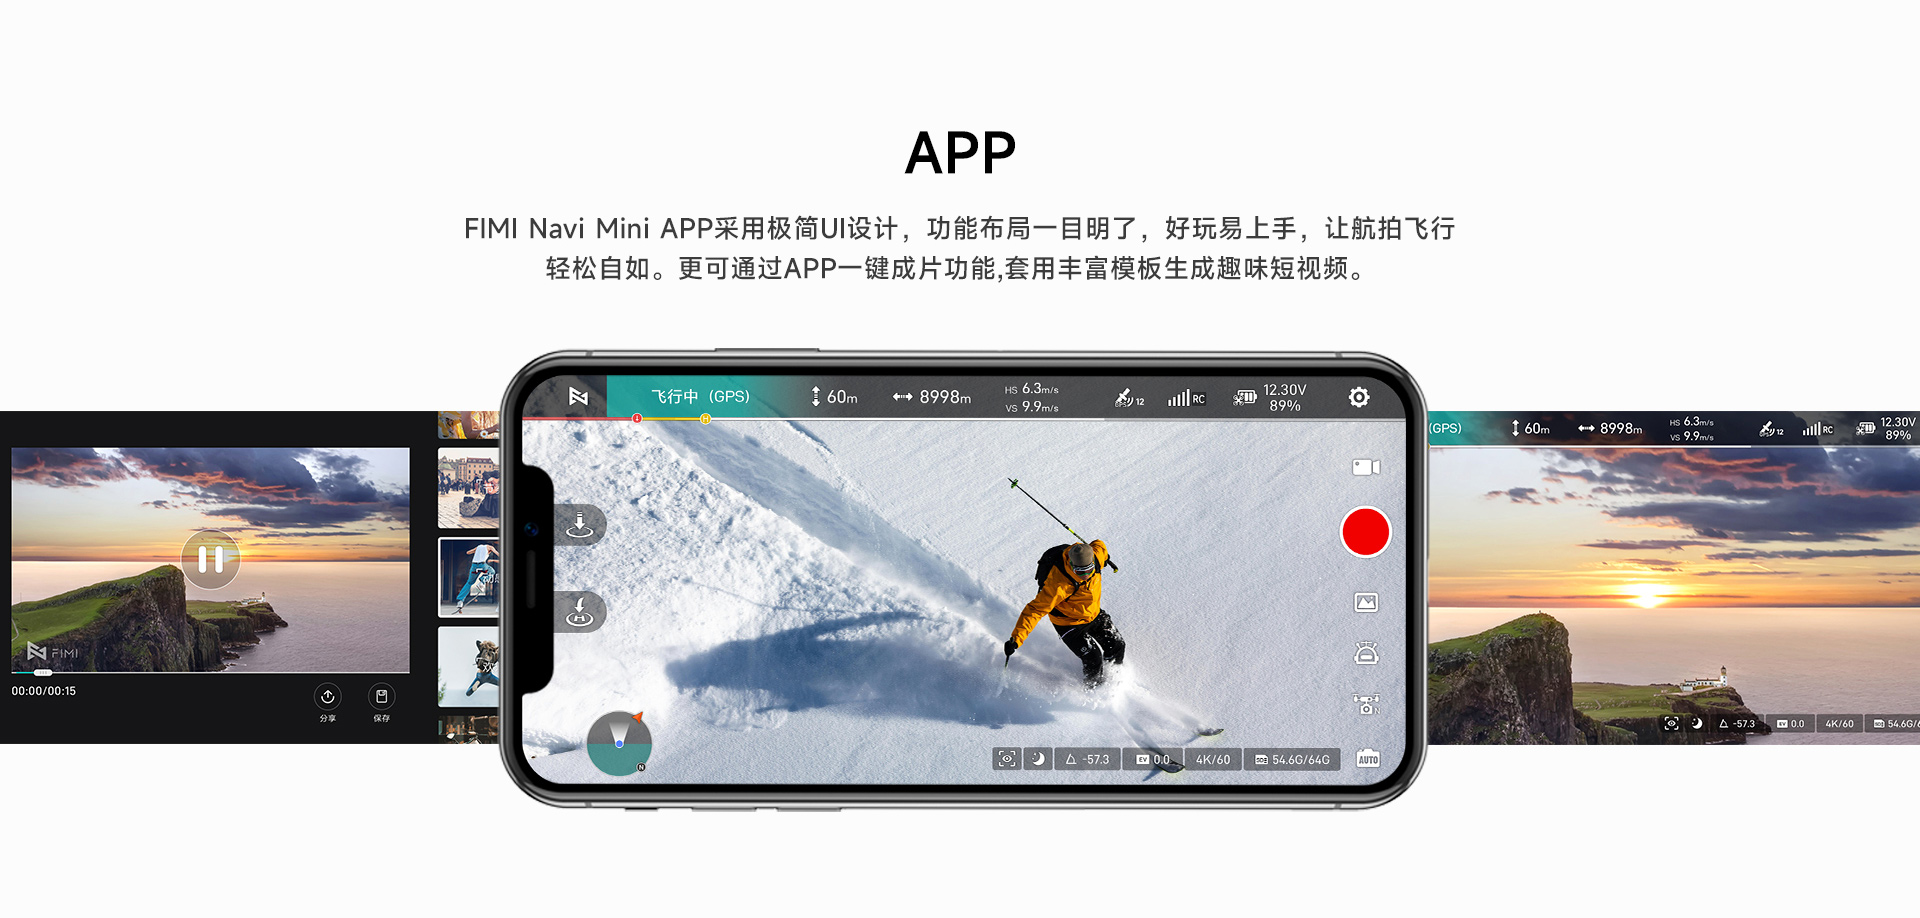 APP
FIMI Navi Mini APP采用极简UI设计，功能布局一目明了，好玩易上手，让航拍飞行
轻松自如。更可通过APP一键成片功能,套用丰富模板生成趣味短视频。
飞行中（GPS）
60m
8998m
HS 6.3m/s
VS 9.9m/s
12
RC
12.30V
89%
H
N
-57.3
EV 0.0
4K/60
54.6G/64G
AUTO
FIMI
00:00/00:15
分享
保存
欢
(GPS)
60m
8998m
HS 6.3m/s
VS 9.9m/s
12
RC
12.30V
89%
-57.3
EV 0.0
4K/60
54.6G/6